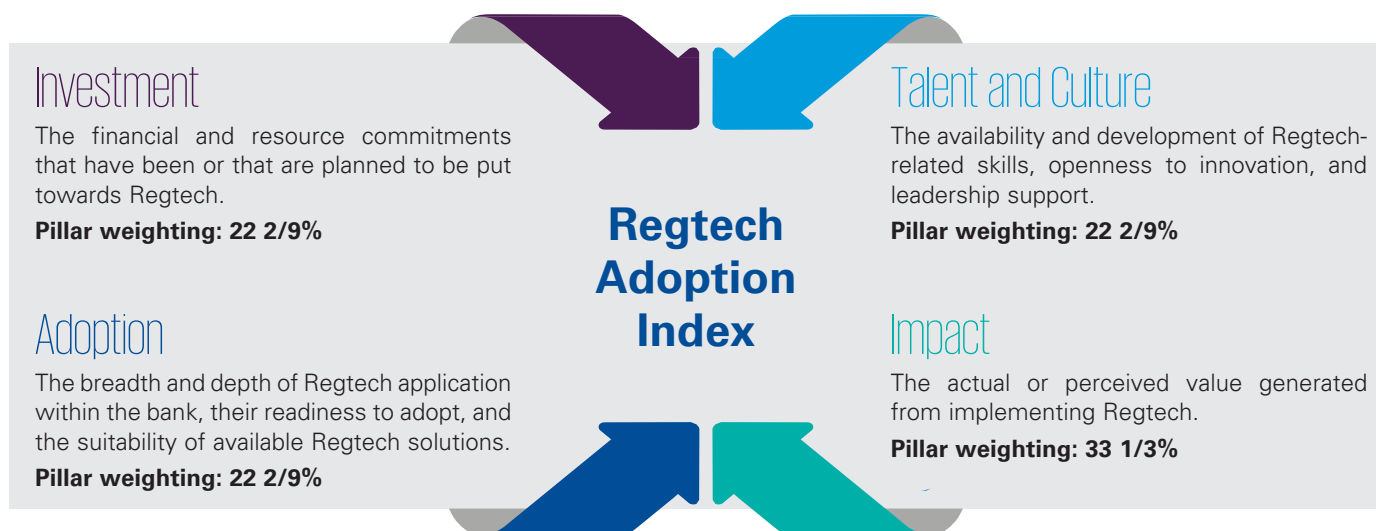 Investment
The financial and resource commitments
that have been or that are planned to be put
towards Regtech.
Pillar weighting: 22 2/9%
Adoption
The breadth and depth of Regtech application
within the bank, their readiness to adopt, and
the suitability of available Regtech solutions.
Pillar weighting: 22 2/9%
Regtech
Adoption
Index
Talent and Culture
The availability and development of Regtech-
related skills, openness to innovation, and
leadership support.
Pillar weighting: 22 2/9%
Impact
The actual or perceived value generated
from implementing Regtech.
Pillar weighting: 33 1/3%